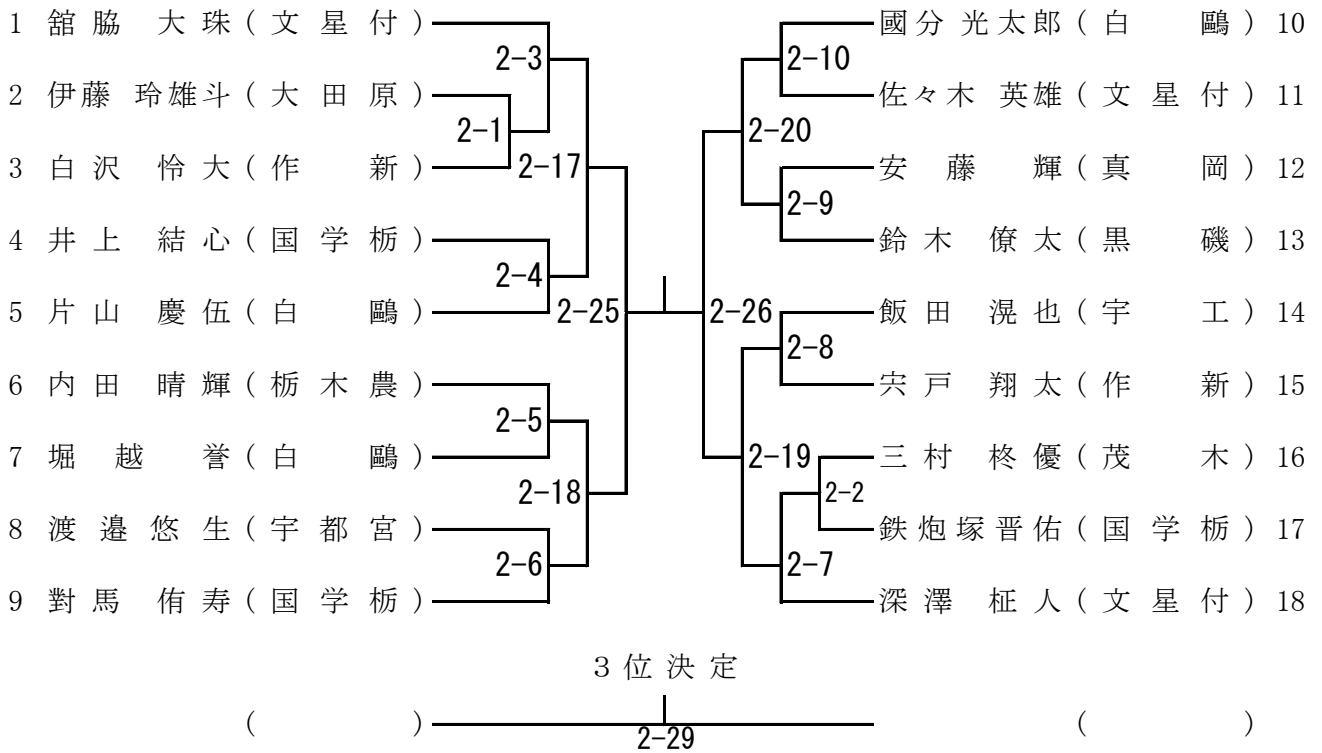 1 舘脇 大珠(文星付) 國分 光太郎(白 鷗) 10
2-3 2-10
2 伊藤 玲雄斗(大田原) 佐々木 英雄(文星付) 11
2-1 2-20
3 白沢 怜大(作 新) 2-17 安藤 輝(真 岡) 12
2-9
4 井上 結心(国学栃) 鈴木 僚太(黒 磯) 13
2-4
5 片山 慶伍(白 鷗) 2-25 2-26 飯田 滉也(宇 工) 14
2-8
6 内田 晴輝(栃木農) 宍戸 翔太(作 新) 15
2-5
7 堀越 誉(白 鷗) 2-19 三村 柊優(茂 木) 16
2-18 2-2
8 渡邉悠生(宇都宮) 鉄炮塚晋佑(国学栃) 17
2-6 2-7
9 對馬 侑寿(国学栃) 深澤 柾人(文星付) 18
3位決定
( ) ( )
2-29